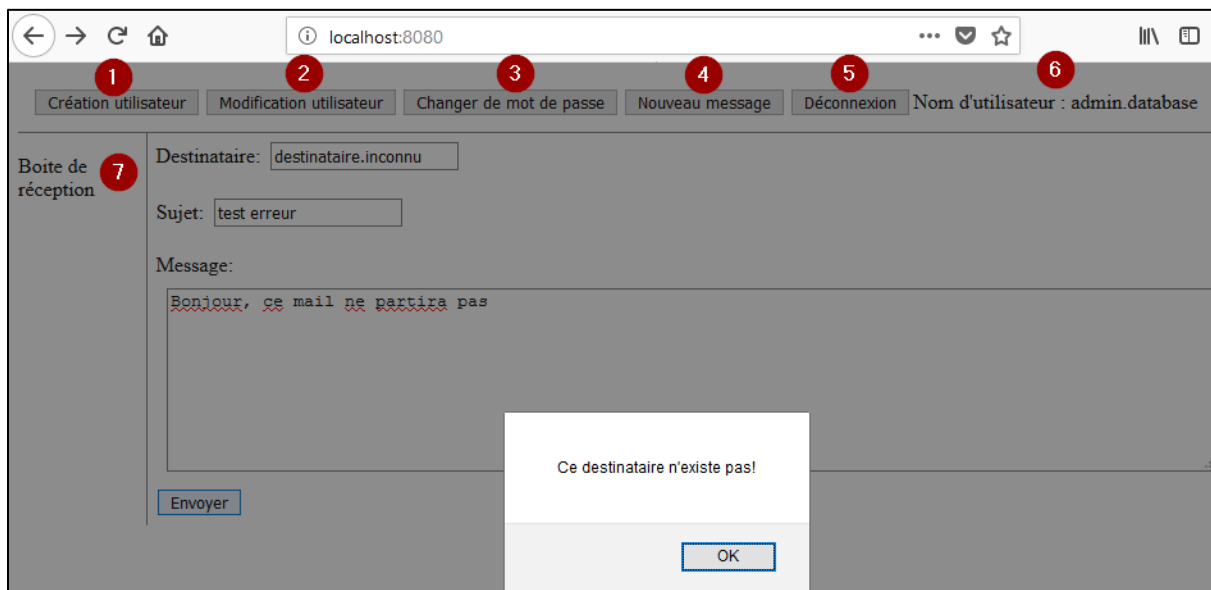 localhost:8080
1 2 3 4 5 6
Création utilisateur Modification utilisateur Changer de mot de passe Nouveau message Déconnexion Nom d'utilisateur : admin.database
Boite de
réception
7
Destinataire: destinataire.inconnu
Sujet: test erreur
Message:
Bonjour, ce mail ne partira pas
Ce destinataire n'existe pas!
OK
Envoyer